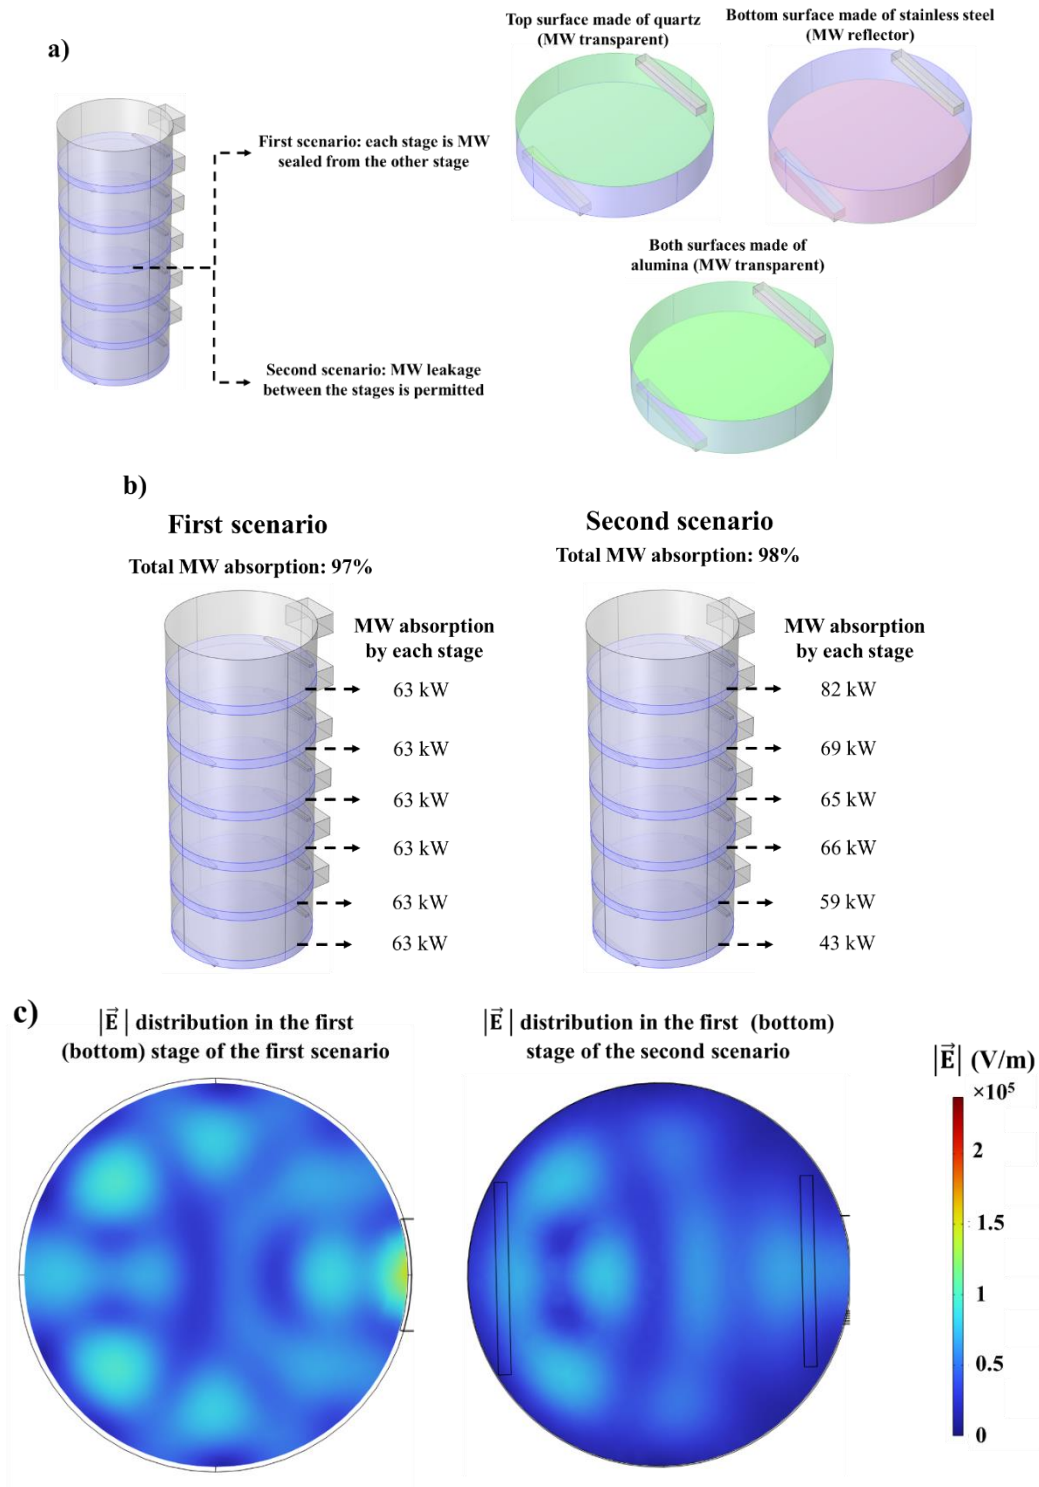 a)
Top surface made of quartz
(MW transparent)
Bottom surface made of stainless steel
(MW reflector)
First scenario: each stage is MW
sealed from the other stage
Both surfaces made of
alumina (MW transparent)
Second scenario: MW leakage
between the stages is permitted
b)
First scenario
Total MW absorption: 97%
MW absorption
by each stage
63 kW
63 kW
63 kW
63 kW
63 kW
63 kW
Second scenario
Total MW absorption: 98%
MW absorption
by each stage
82 kW
69 kW
65 kW
66 kW
59 kW
43 kW
c)
|E⃗| distribution in the first
(bottom) stage of the first scenario
|E⃗| distribution in the first (bottom)
stage of the second scenario
|E⃗| (V/m)
×10⁵
2
1.5
1
0.5
0